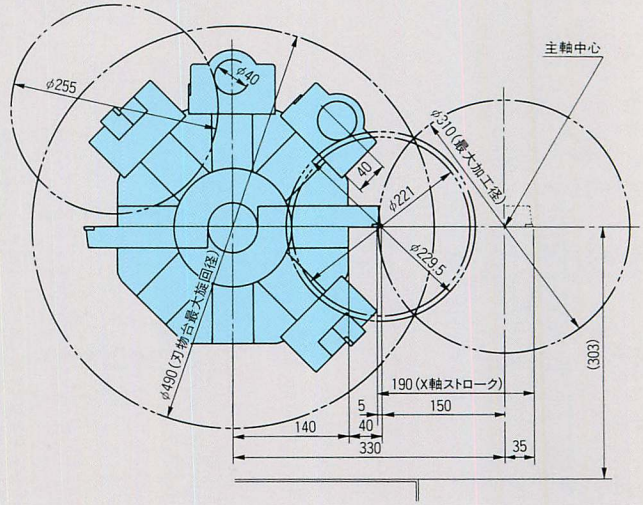 主軸中心
φ40
φ255
φ310(最大加工径)
40
φ221
φ229.5
φ490(刃物台最大旋回径)
(303)
190(X軸ストローク)
5
150
140
40
330
35